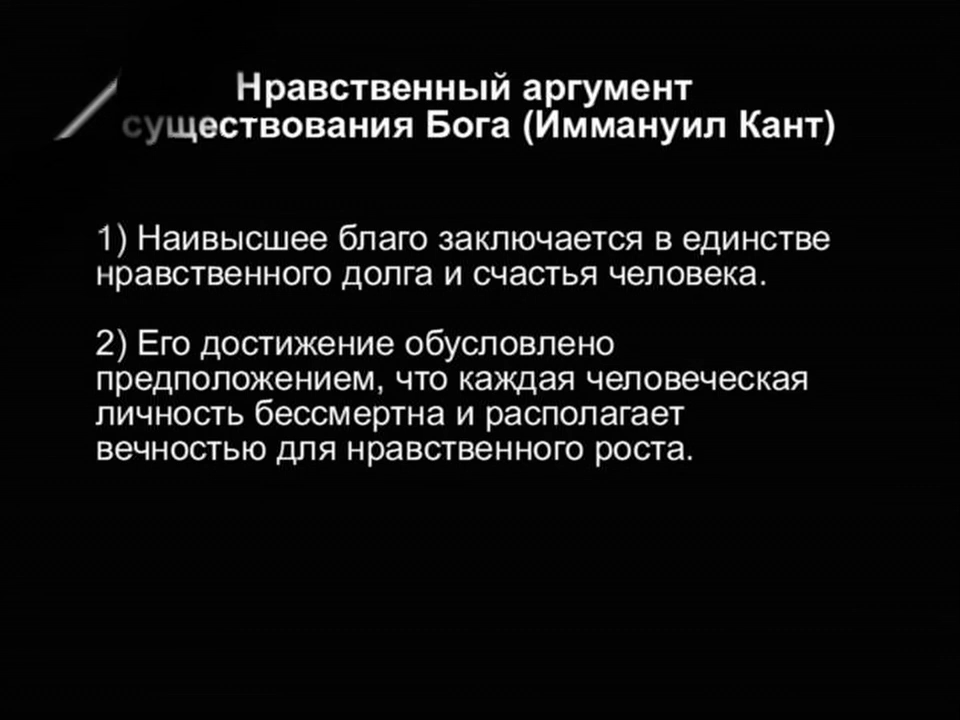 Нравственный аргумент
существования Бога (Иммануил Кант)
1) Наивысшее благо заключается в единстве
нравственного долга и счастья человека.
2) Его достижение обусловлено
предположением, что каждая человеческая
личность бессмертна и располагает
вечностью для нравственного роста.